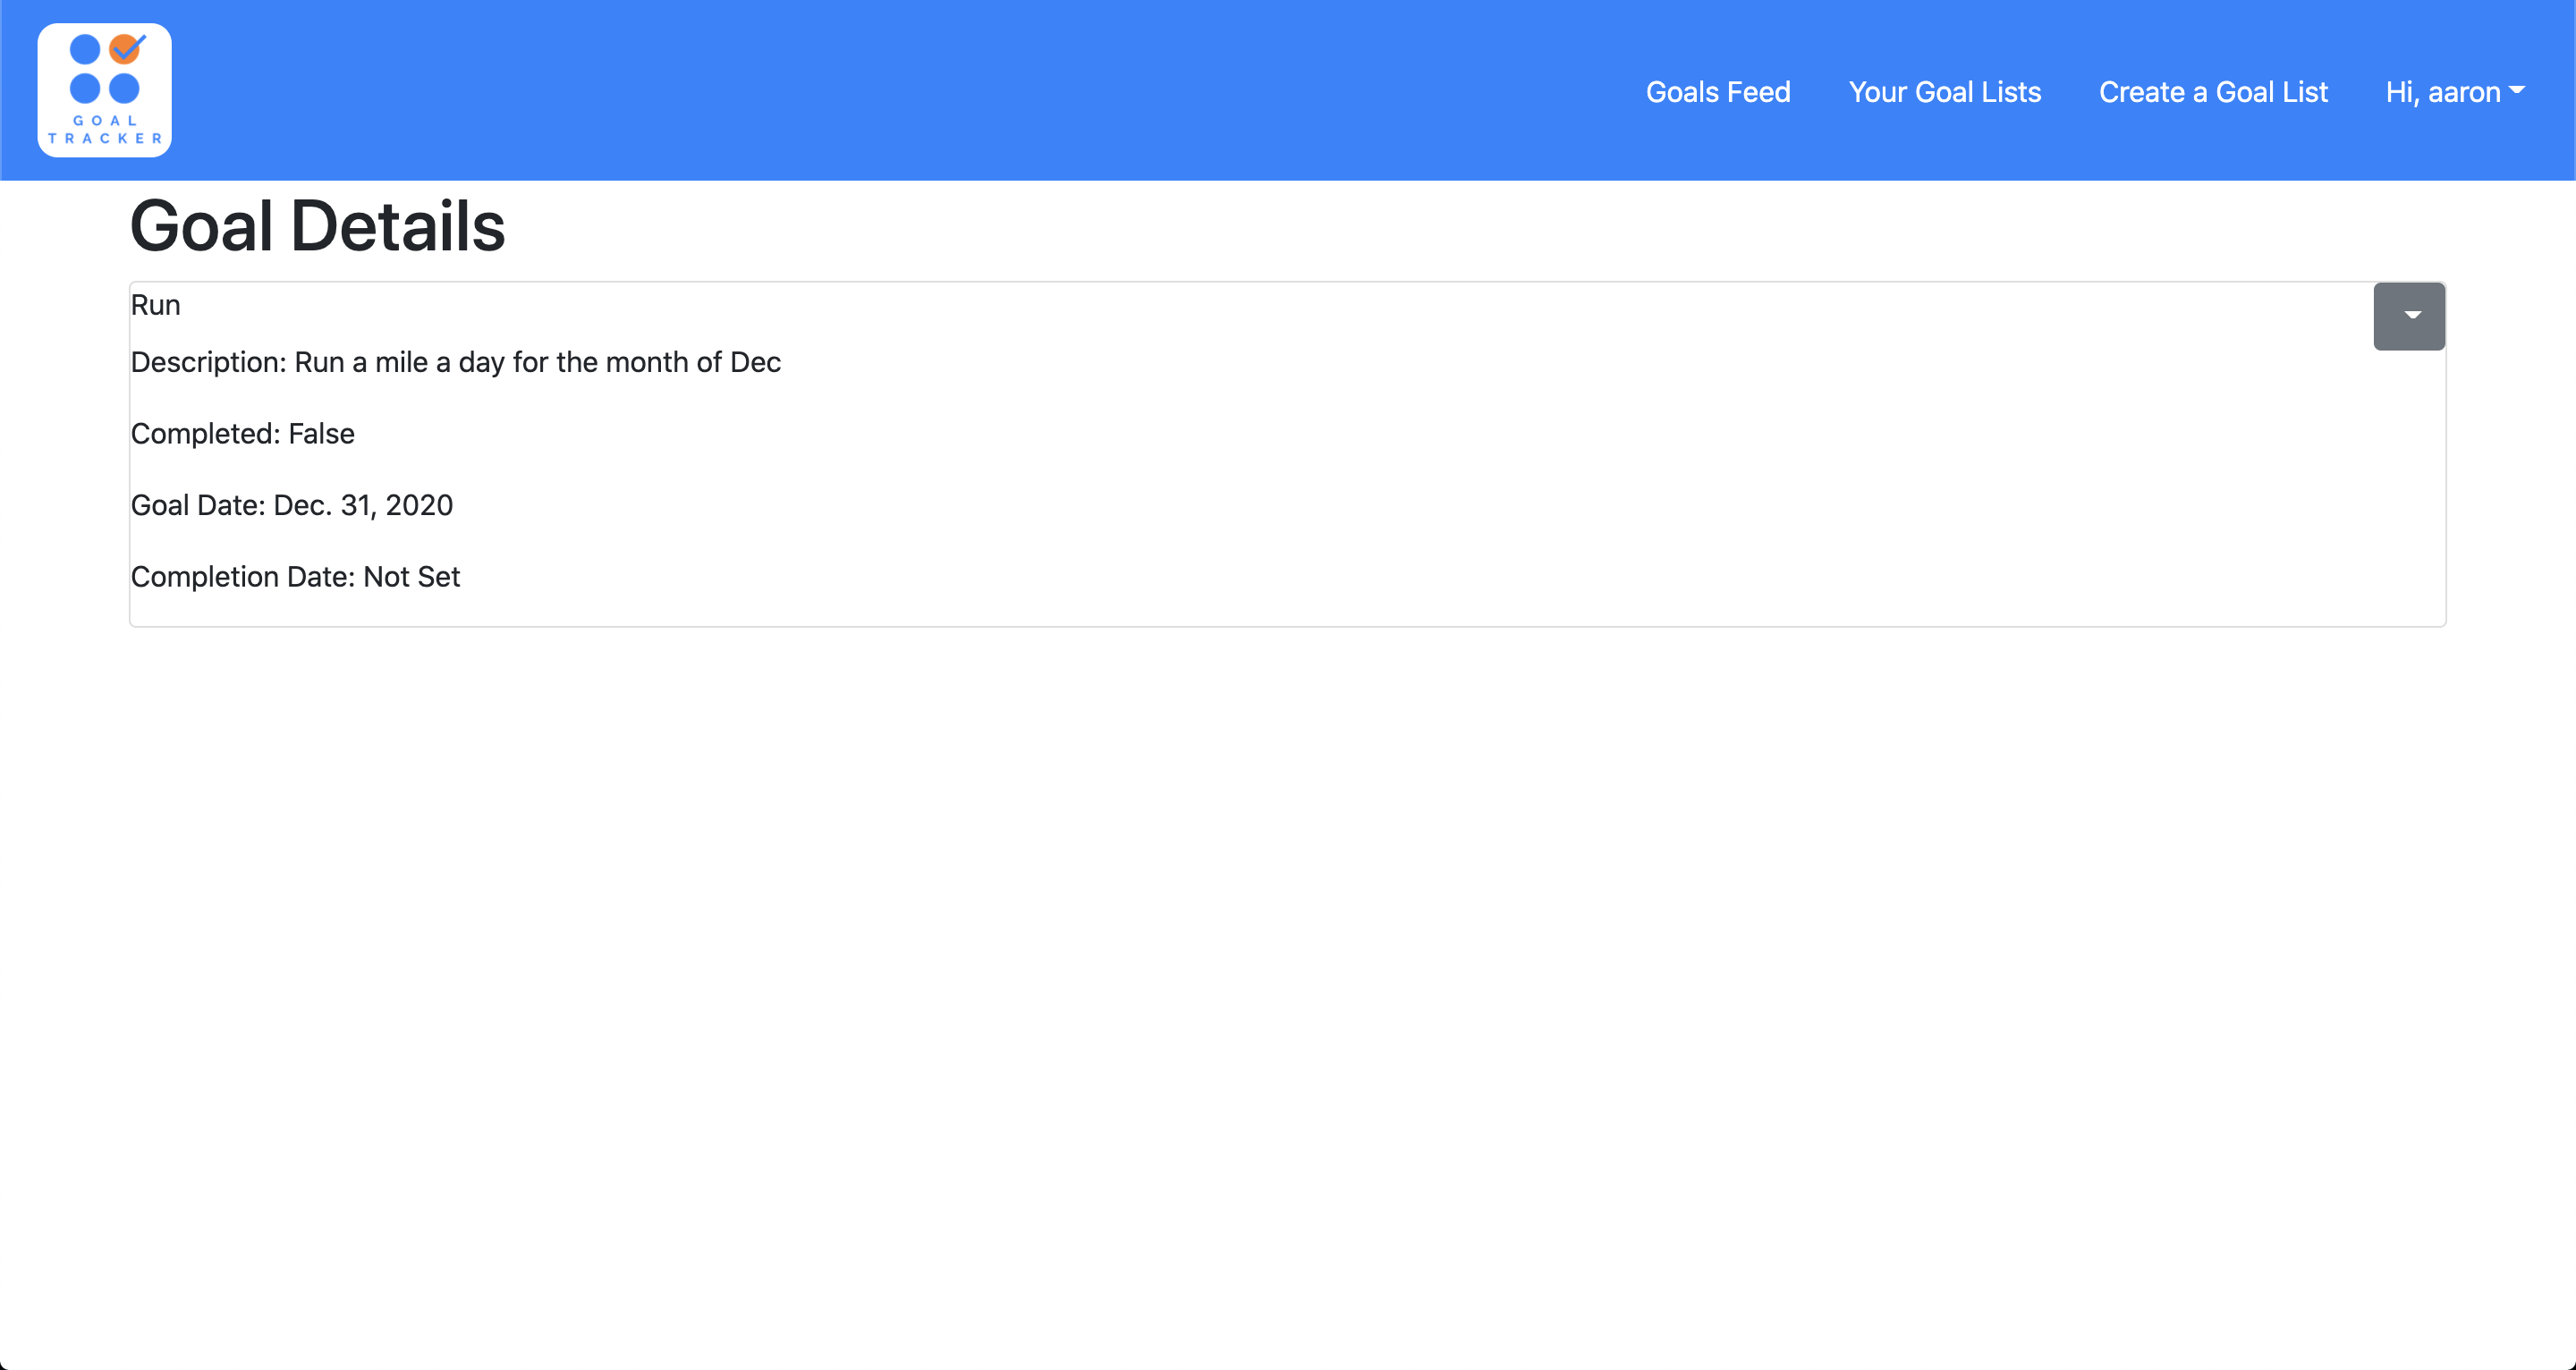 GOAL
TRACKER
Goals Feed Your Goal Lists Create a Goal List Hi, aaron
Goal Details
Run
Description: Run a mile a day for the month of Dec
Completed: False
Goal Date: Dec. 31, 2020
Completion Date: Not Set